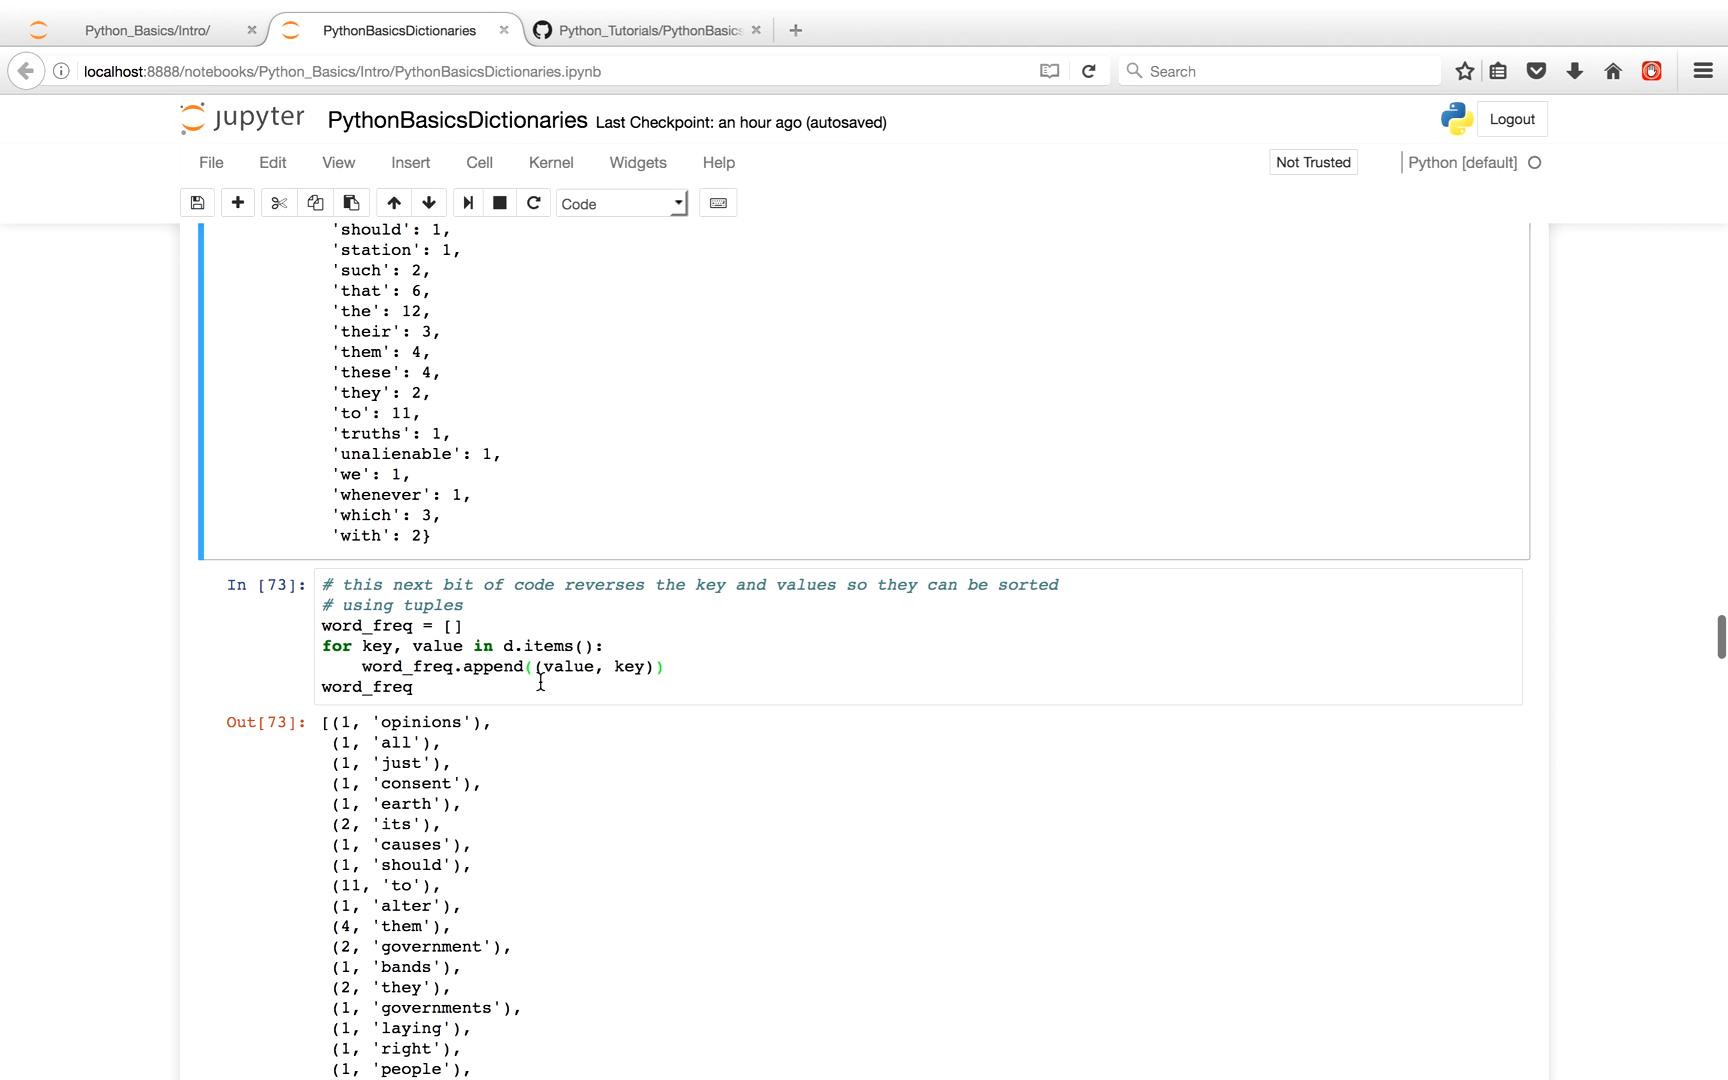 Python_Basics/Intro/
PythonBasicsDictionaries
Python_Tutorials/PythonBasics
localhost:8888/notebooks/Python_Basics/Intro/PythonBasicsDictionaries.ipynb
Search
jupyter PythonBasicsDictionaries Last Checkpoint: an hour ago (autosaved)
Logout
File Edit View Insert Cell Kernel Widgets Help
Not Trusted
Python [default]
Code
'should': 1,
'station': 1,
'such': 2,
'that': 6,
'the': 12,
'their': 3,
'them': 4,
'these': 4,
'they': 2,
'to': 11,
'truths': 1,
'unalienable': 1,
'we': 1,
'whenever': 1,
'which': 3,
'with': 2}
In [73]: # this next bit of code reverses the key and values so they can be sorted
# using tuples
word_freq = []
for key, value in d.items():
    word_freq.append((value, key))
word_freq
Out[73]: [(1, 'opinions'),
(1, 'all'),
(1, 'just'),
(1, 'consent'),
(1, 'earth'),
(2, 'its'),
(1, 'causes'),
(1, 'should'),
(11, 'to'),
(1, 'alter'),
(4, 'them'),
(2, 'government'),
(1, 'bands'),
(2, 'they'),
(1, 'governments'),
(1, 'laying'),
(1, 'right'),
(1, 'people'),